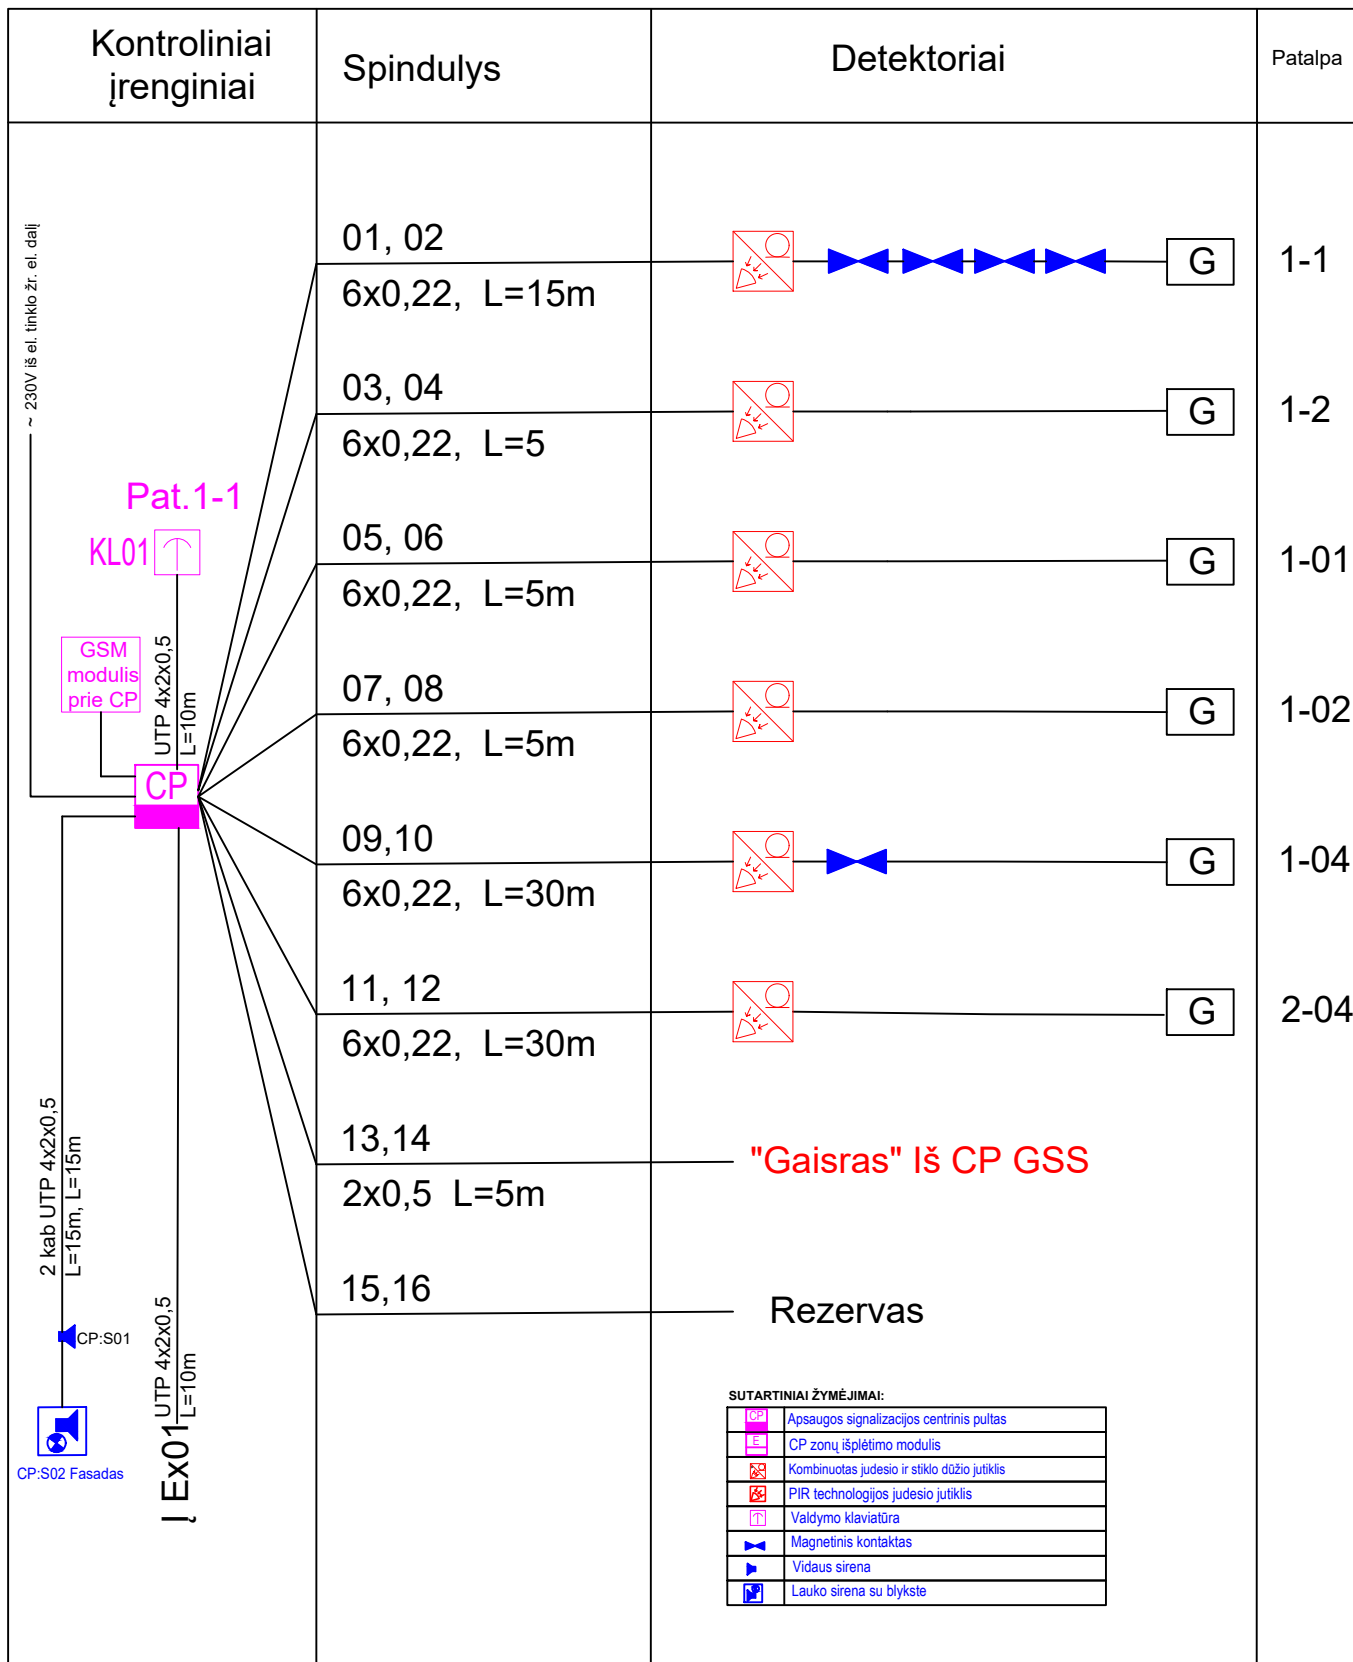 Kontroliniai
įrenginiai
Spindulys
Detektoriai
Patalpa
~ 230V iš el. tinklo žr. el. dalį
01, 02
6x0,22, L=15m
G
1-1
03, 04
6x0,22, L=5
G
1-2
Pat.1-1
KL01
05, 06
6x0,22, L=5m
G
1-01
GSM
modulis
prie CP
UTP 4x2x0,5
L=10m
CP
07, 08
6x0,22, L=5m
G
1-02
09,10
6x0,22, L=30m
G
1-04
11, 12
6x0,22, L=30m
G
2-04
13,14
2x0,5 L=5m
"Gaisras" Iš CP GSS
15,16
Rezervas
2 kab UTP 4x2x0,5
L=15m, L=15m
CP:S01
CP:S02 Fasadas
UTP 4x2x0,5
L=10m
Į Ex01
SUTARTINIAI ŽYMĖJIMAI:
CP Apsaugos signalizacijos centrinis pultas
E CP zonų išplėtimo modulis
Kombinuotas judesio ir stiklo dūžio jutiklis
PIR technologijos judesio jutiklis
Valdymo klaviatūra
Magnetinis kontaktas
Vidaus sirena
Lauko sirena su blykste